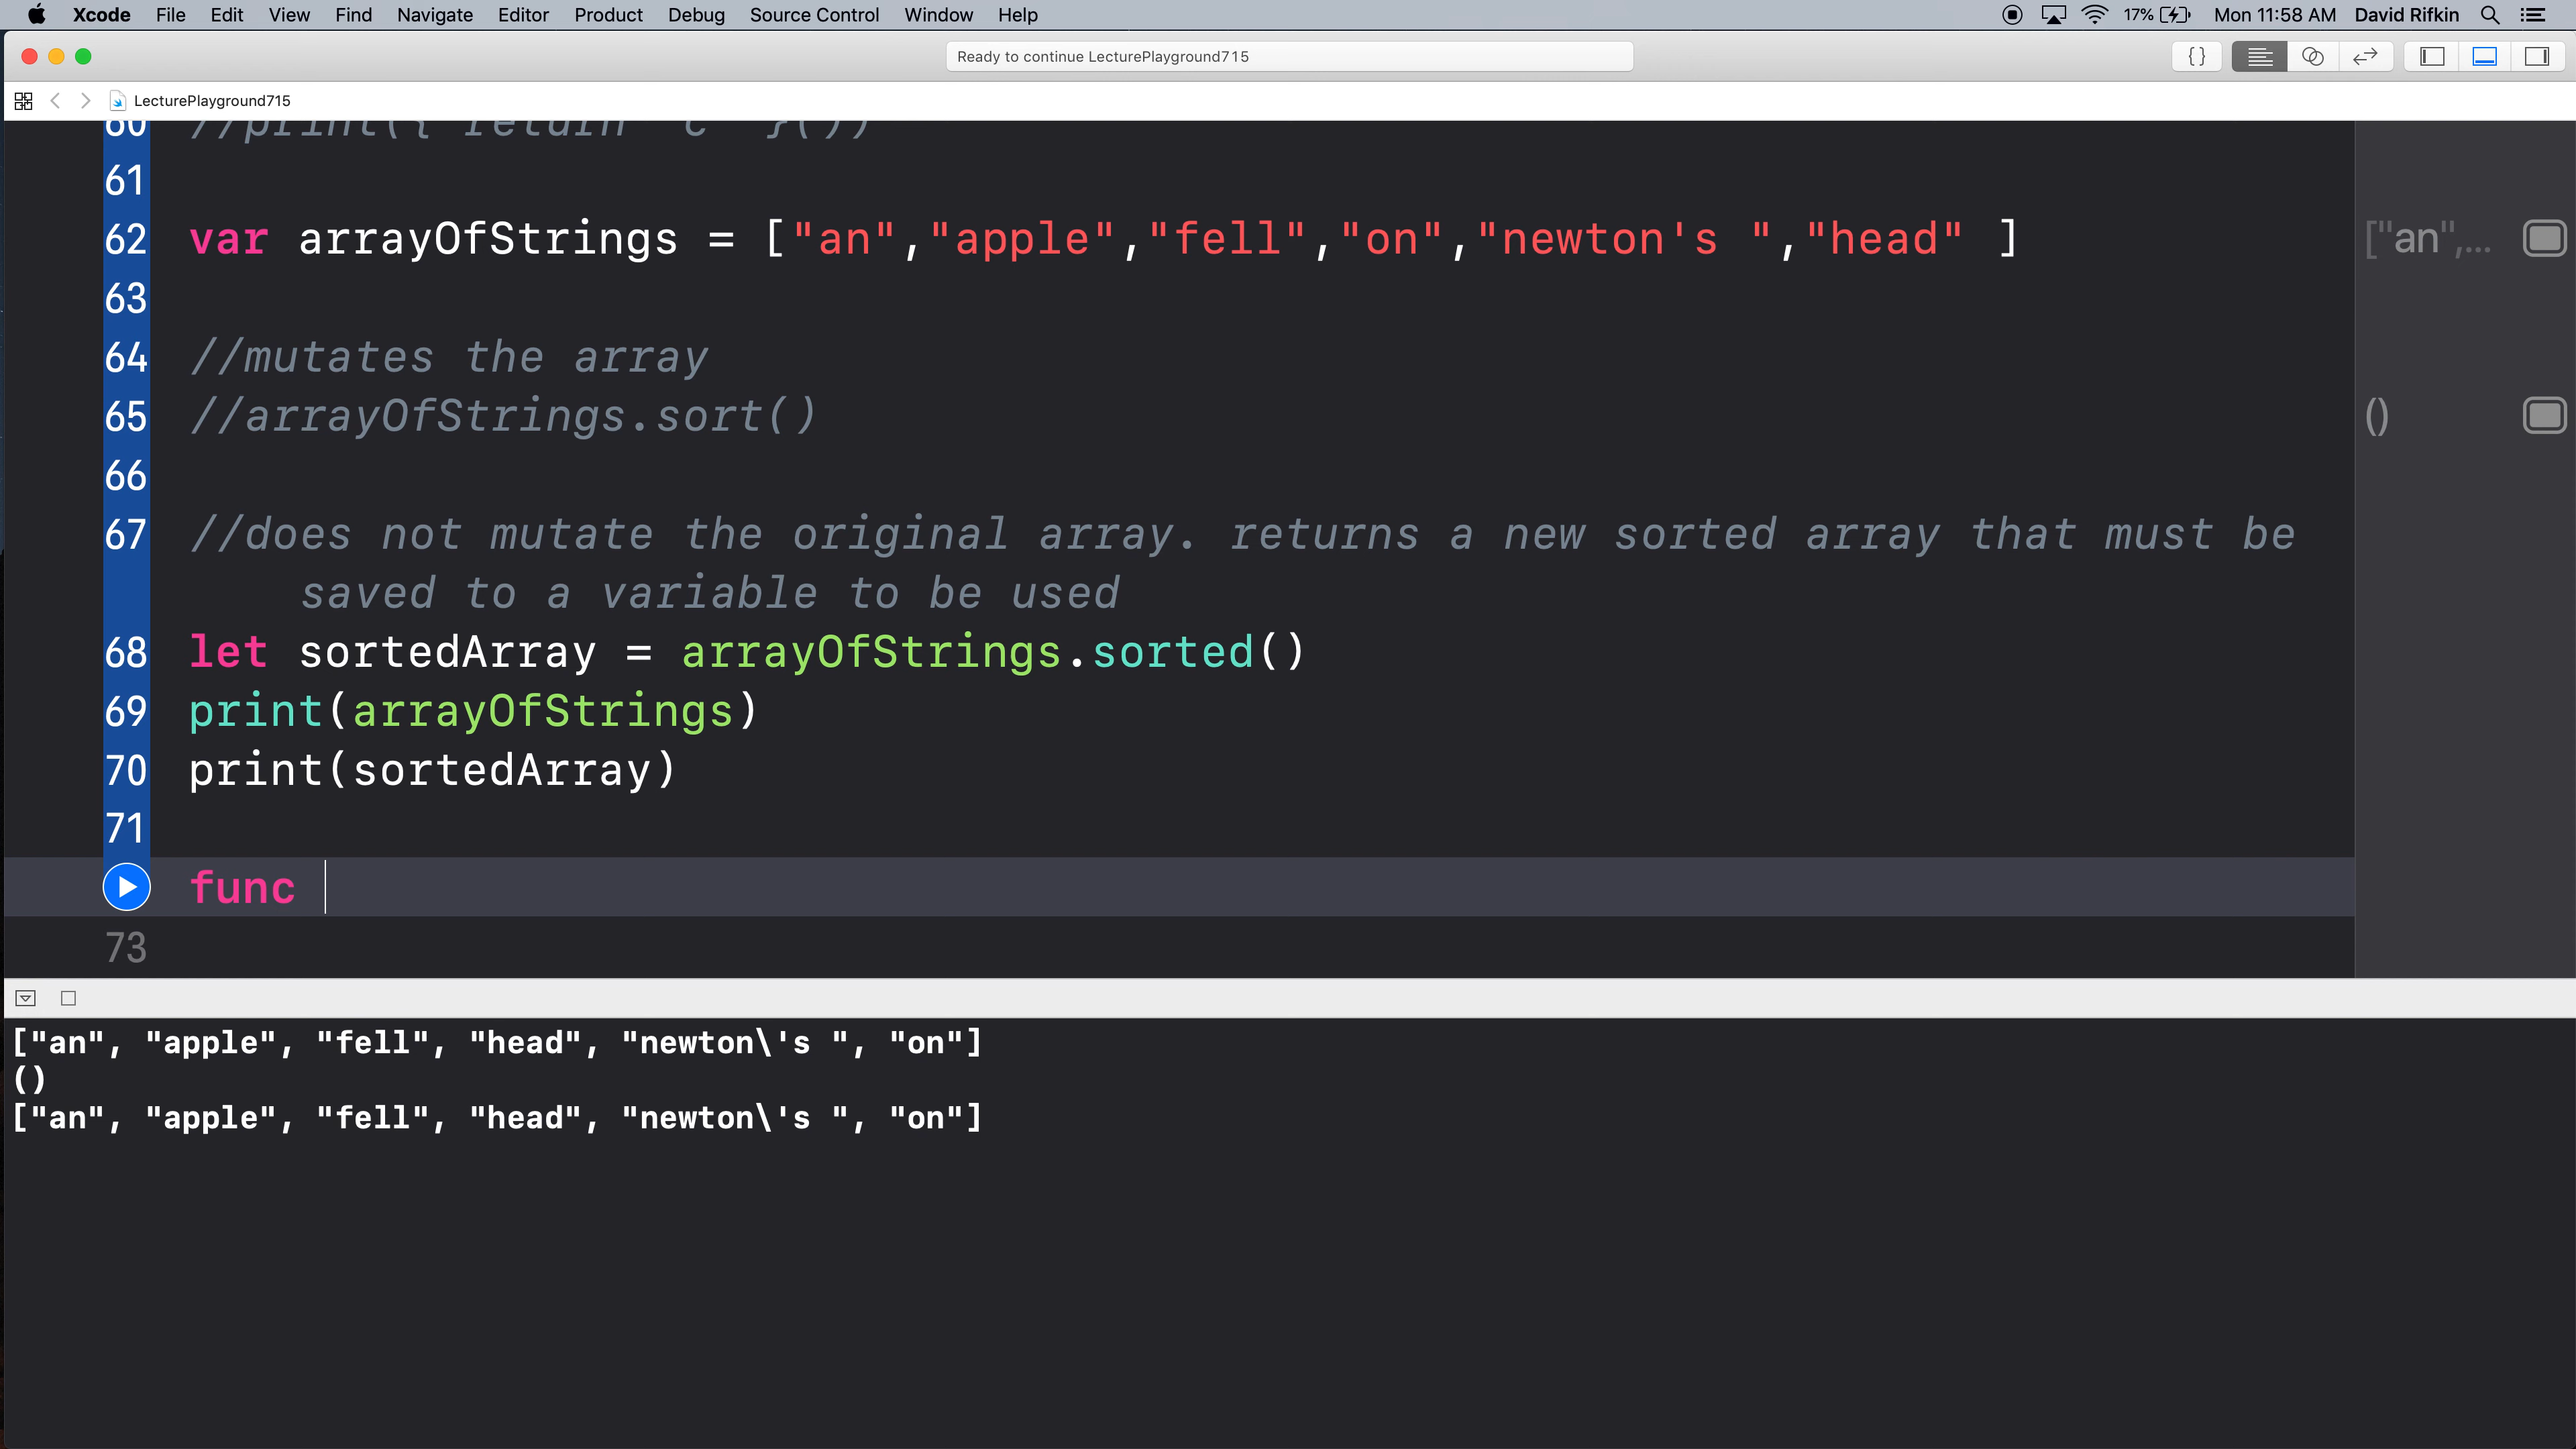 Xcode File Edit View Find Navigate Editor Product Debug Source Control Window Help 17% Mon 11:58 AM David Rifkin
Ready to continue LecturePlayground715 {}
LecturePlayground715
60 //print({ return "c" }())
61
62 var arrayOfStrings = ["an","apple","fell","on","newton's ","head" ] ["an",...
63
64 //mutates the array
65 //arrayOfStrings.sort() ()
66
67 //does not mutate the original array. returns a new sorted array that must be
saved to a variable to be used
68 let sortedArray = arrayOfStrings.sorted()
69 print(arrayOfStrings)
70 print(sortedArray)
71
func
73
["an", "apple", "fell", "head", "newton\'s ", "on"]
()
["an", "apple", "fell", "head", "newton\'s ", "on"]